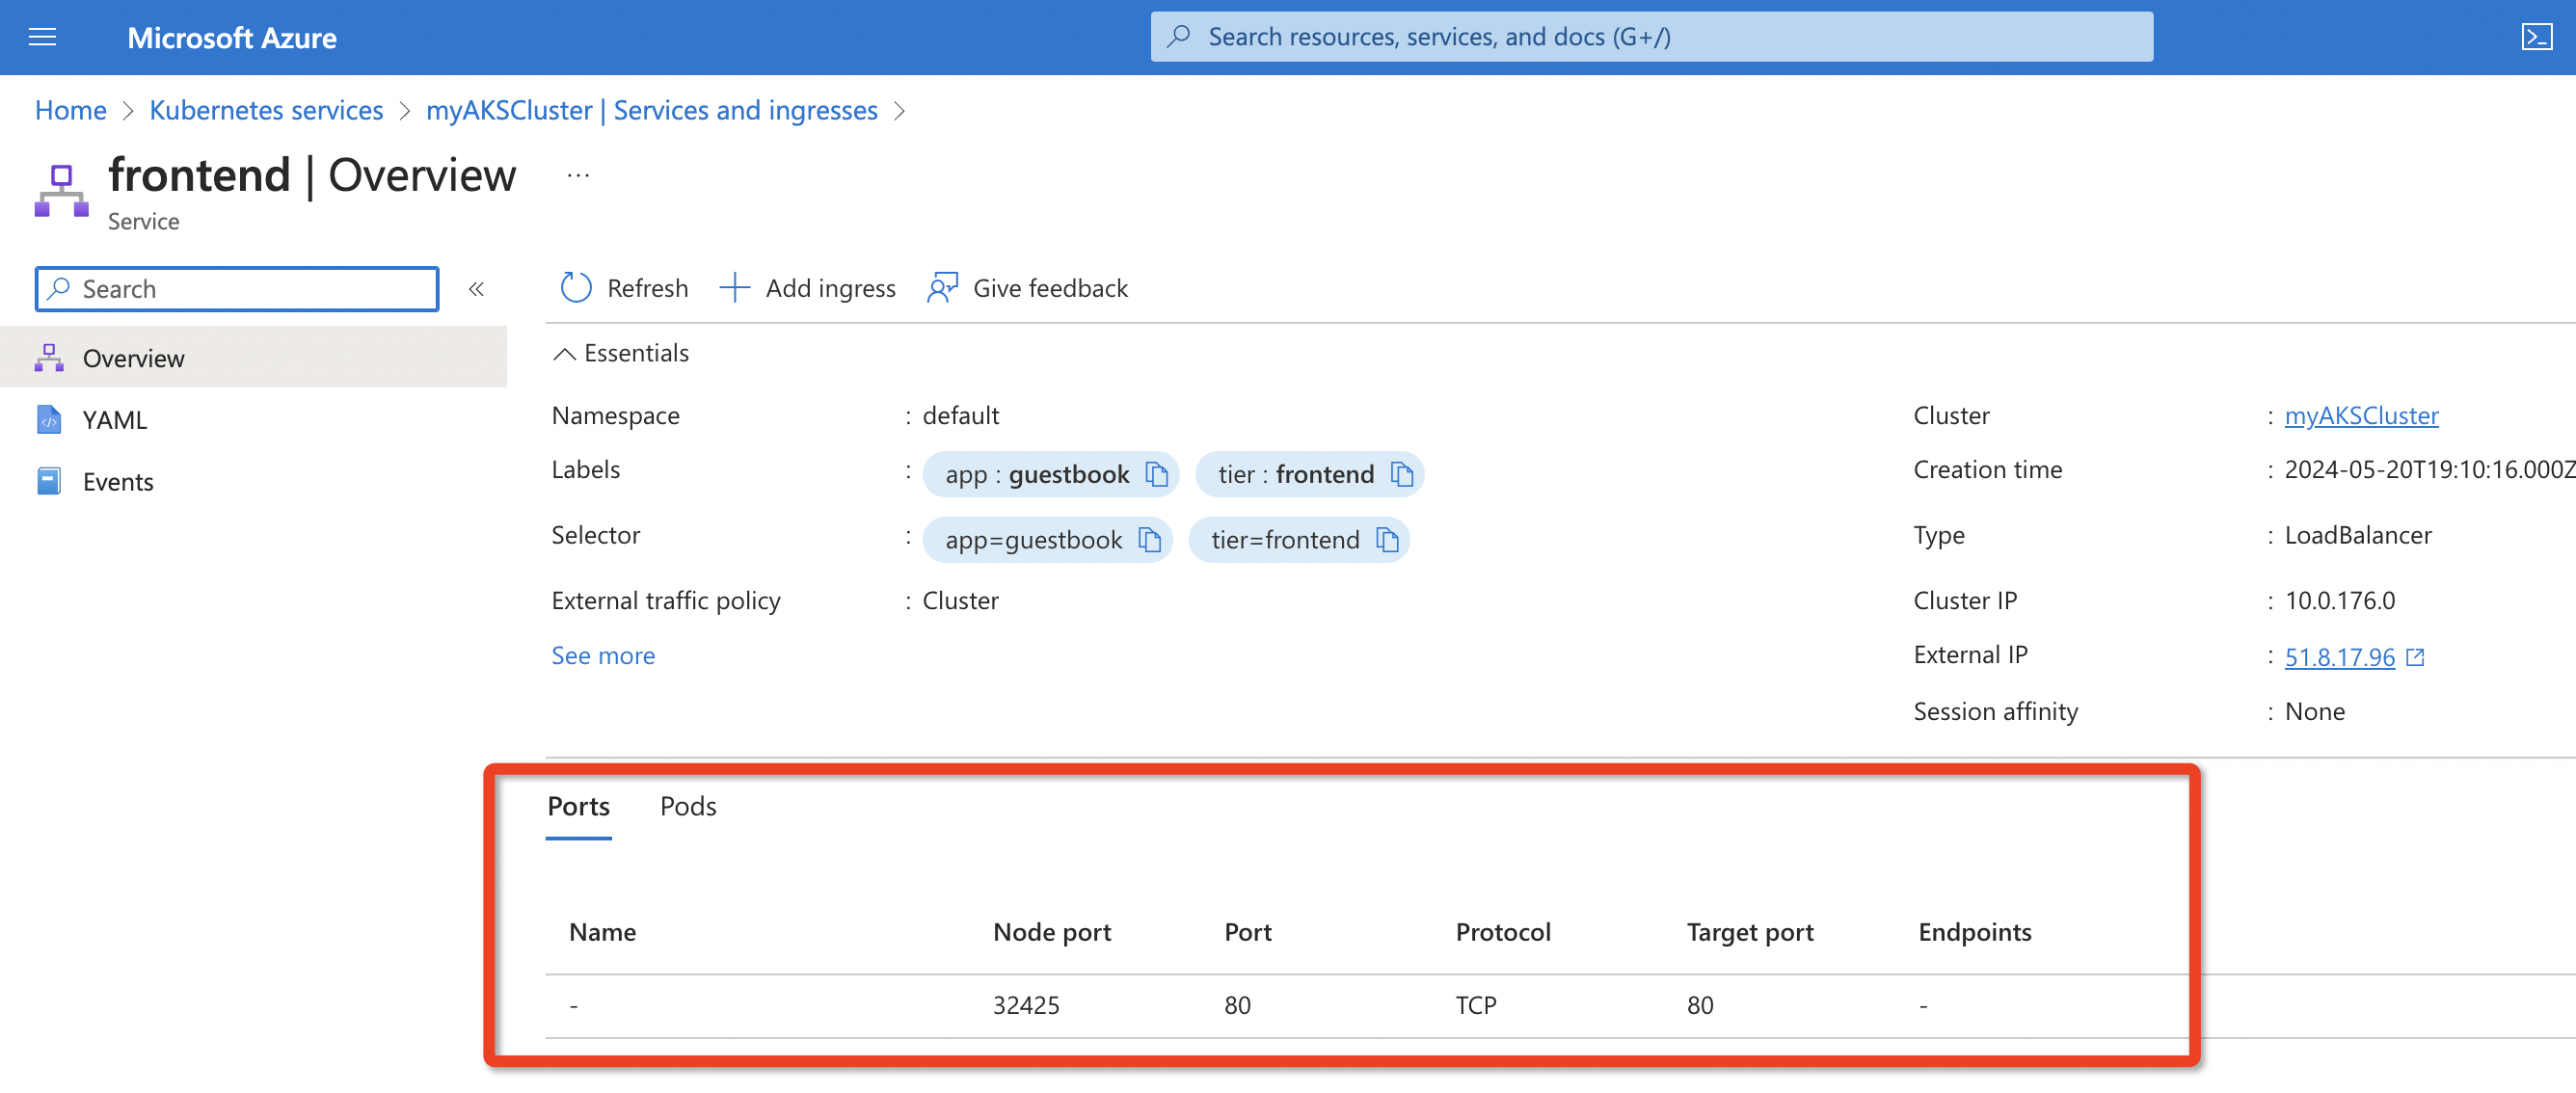 Microsoft Azure
Search resources, services, and docs (G+/)
Home > Kubernetes services > myAKSCluster | Services and ingresses >
frontend | Overview ...
Service
Search «
Refresh + Add ingress Give feedback
Overview
YAML
Events
Essentials
Namespace : default
Labels : app : guestbook tier : frontend
Selector : app=guestbook tier=frontend
External traffic policy : Cluster
See more
Cluster : myAKSCluster
Creation time : 2024-05-20T19:10:16.000Z
Type : LoadBalancer
Cluster IP : 10.0.176.0
External IP : 51.8.17.96
Session affinity : None
Ports Pods
Name Node port Port Protocol Target port Endpoints
- 32425 80 TCP 80 -